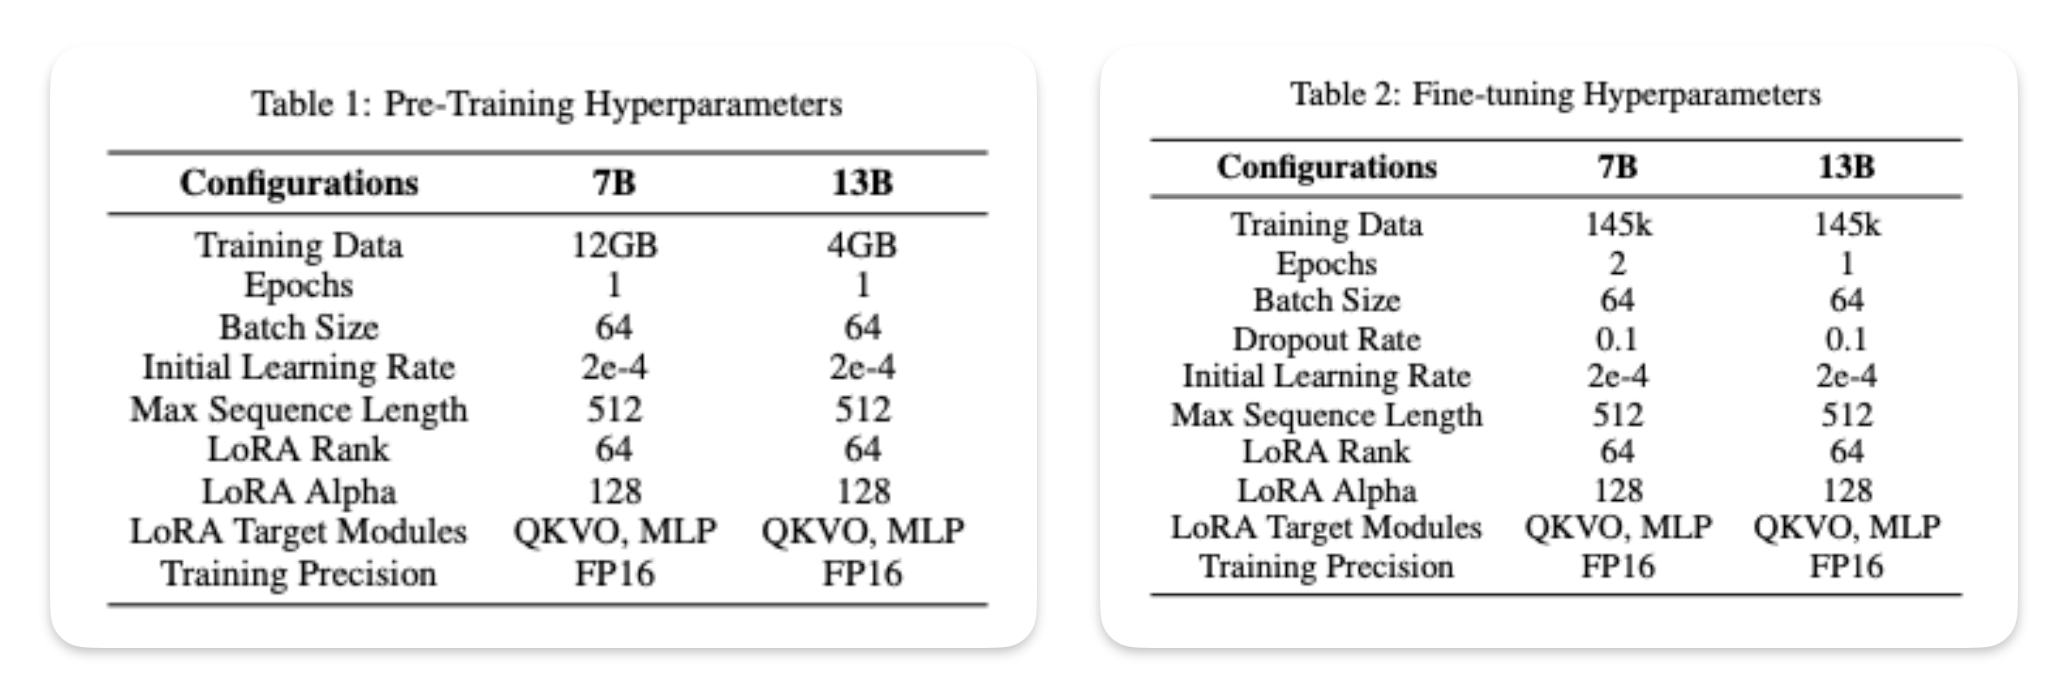 Table 1: Pre-Training Hyperparameters
Configurations 7B 13B
Training Data 12GB 4GB
Epochs 1 1
Batch Size 64 64
Initial Learning Rate 2e-4 2e-4
Max Sequence Length 512 512
LoRA Rank 64 64
LoRA Alpha 128 128
LoRA Target Modules QKVO, MLP QKVO, MLP
Training Precision FP16 FP16
Table 2: Fine-tuning Hyperparameters
Configurations 7B 13B
Training Data 145k 145k
Epochs 2 1
Batch Size 64 64
Dropout Rate 0.1 0.1
Initial Learning Rate 2e-4 2e-4
Max Sequence Length 512 512
LoRA Rank 64 64
LoRA Alpha 128 128
LoRA Target Modules QKVO, MLP QKVO, MLP
Training Precision FP16 FP16